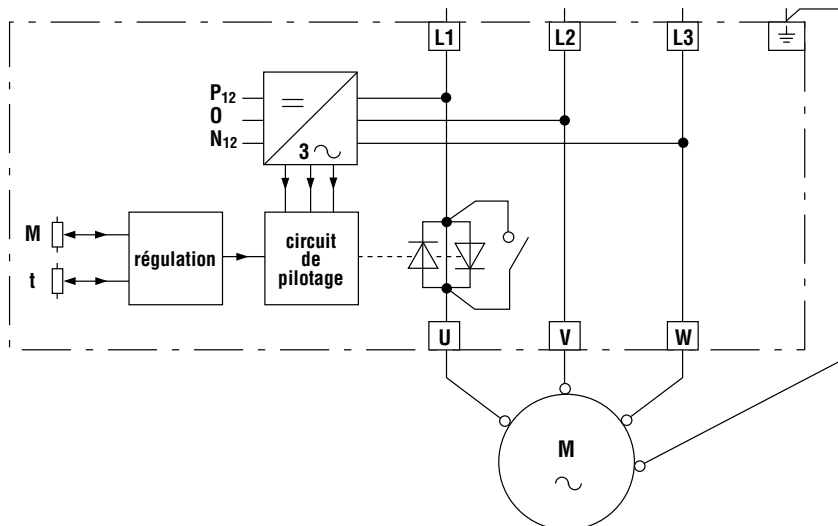 L1 L2 L3
P12
O
N12
=
3 ~
M
t
régulation
circuit
de
pilotage
U V W
M
~